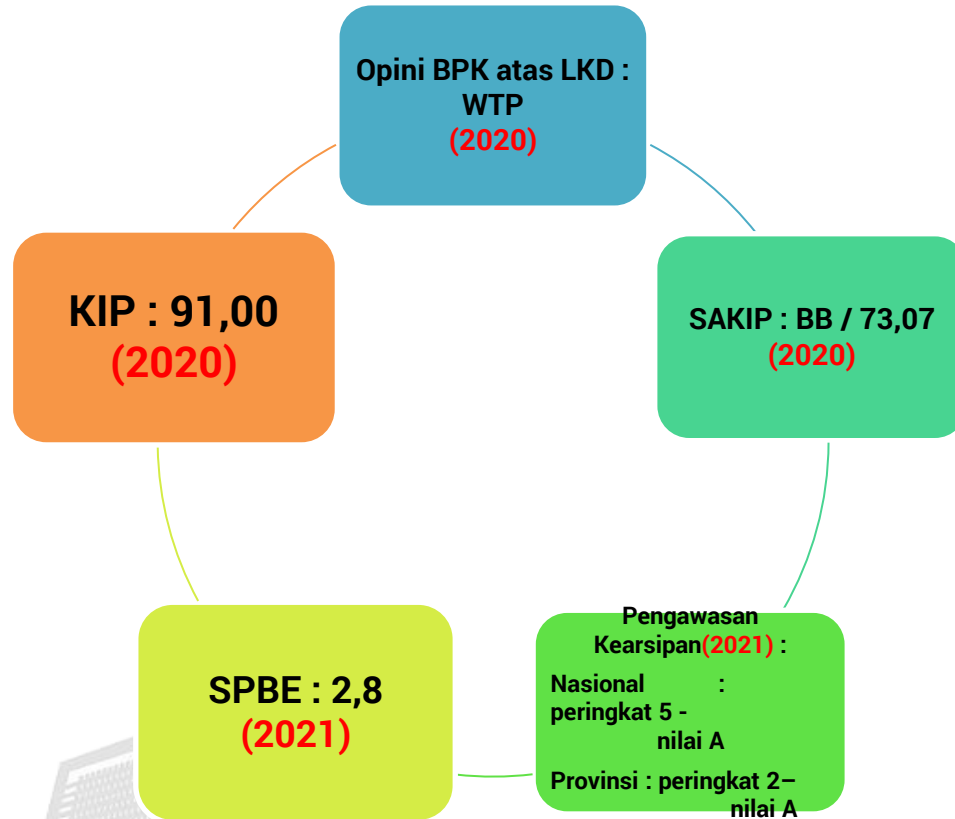 Opini BPK atas LKD :
WTP
(2020)
SAKIP : BB / 73,07
(2020)
Pengawasan
Kearsipan(2021) :
Nasional :
peringkat 5 -
nilai A
Provinsi : peringkat 2–
nilai A
SPBE : 2,8
(2021)
KIP : 91,00
(2020)